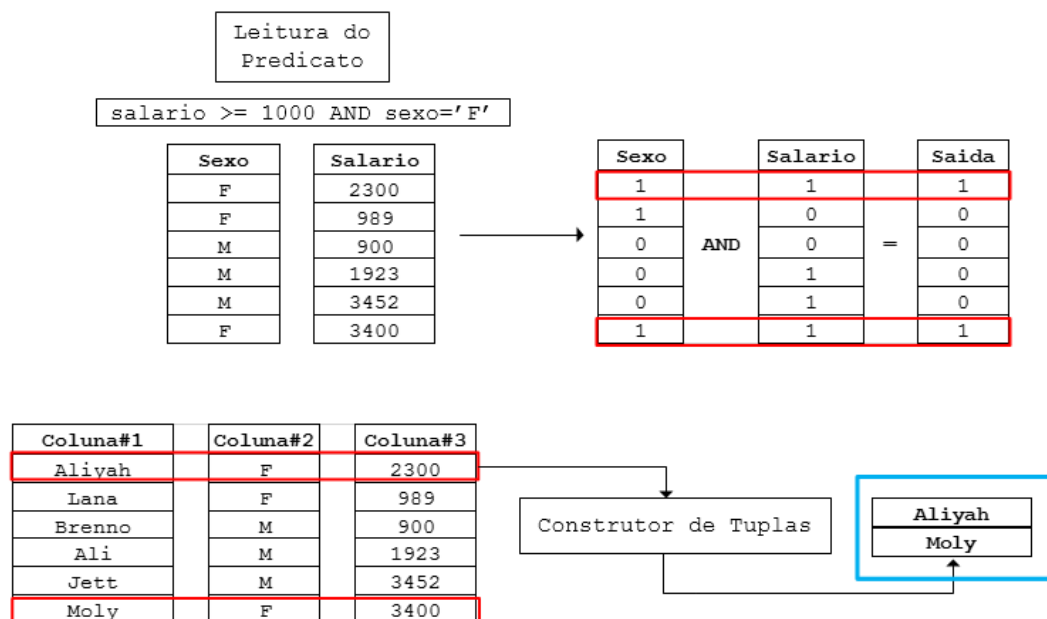 Leitura do
Predicato
salario >= 1000 AND sexo='F'
Sexo Salario
F 2300
F 989
M 900
M 1923
M 3452
F 3400
Sexo Salario Saida
1 1 1
1 0 0
0 AND 0 = 0
0 1 0
0 1 0
1 1 1
Coluna#1 Coluna#2 Coluna#3
Aliyah F 2300
Lana F 989
Brenno M 900
Ali M 1923
Jett M 3452
Moly F 3400
Construtor de Tuplas
Aliyah
Moly